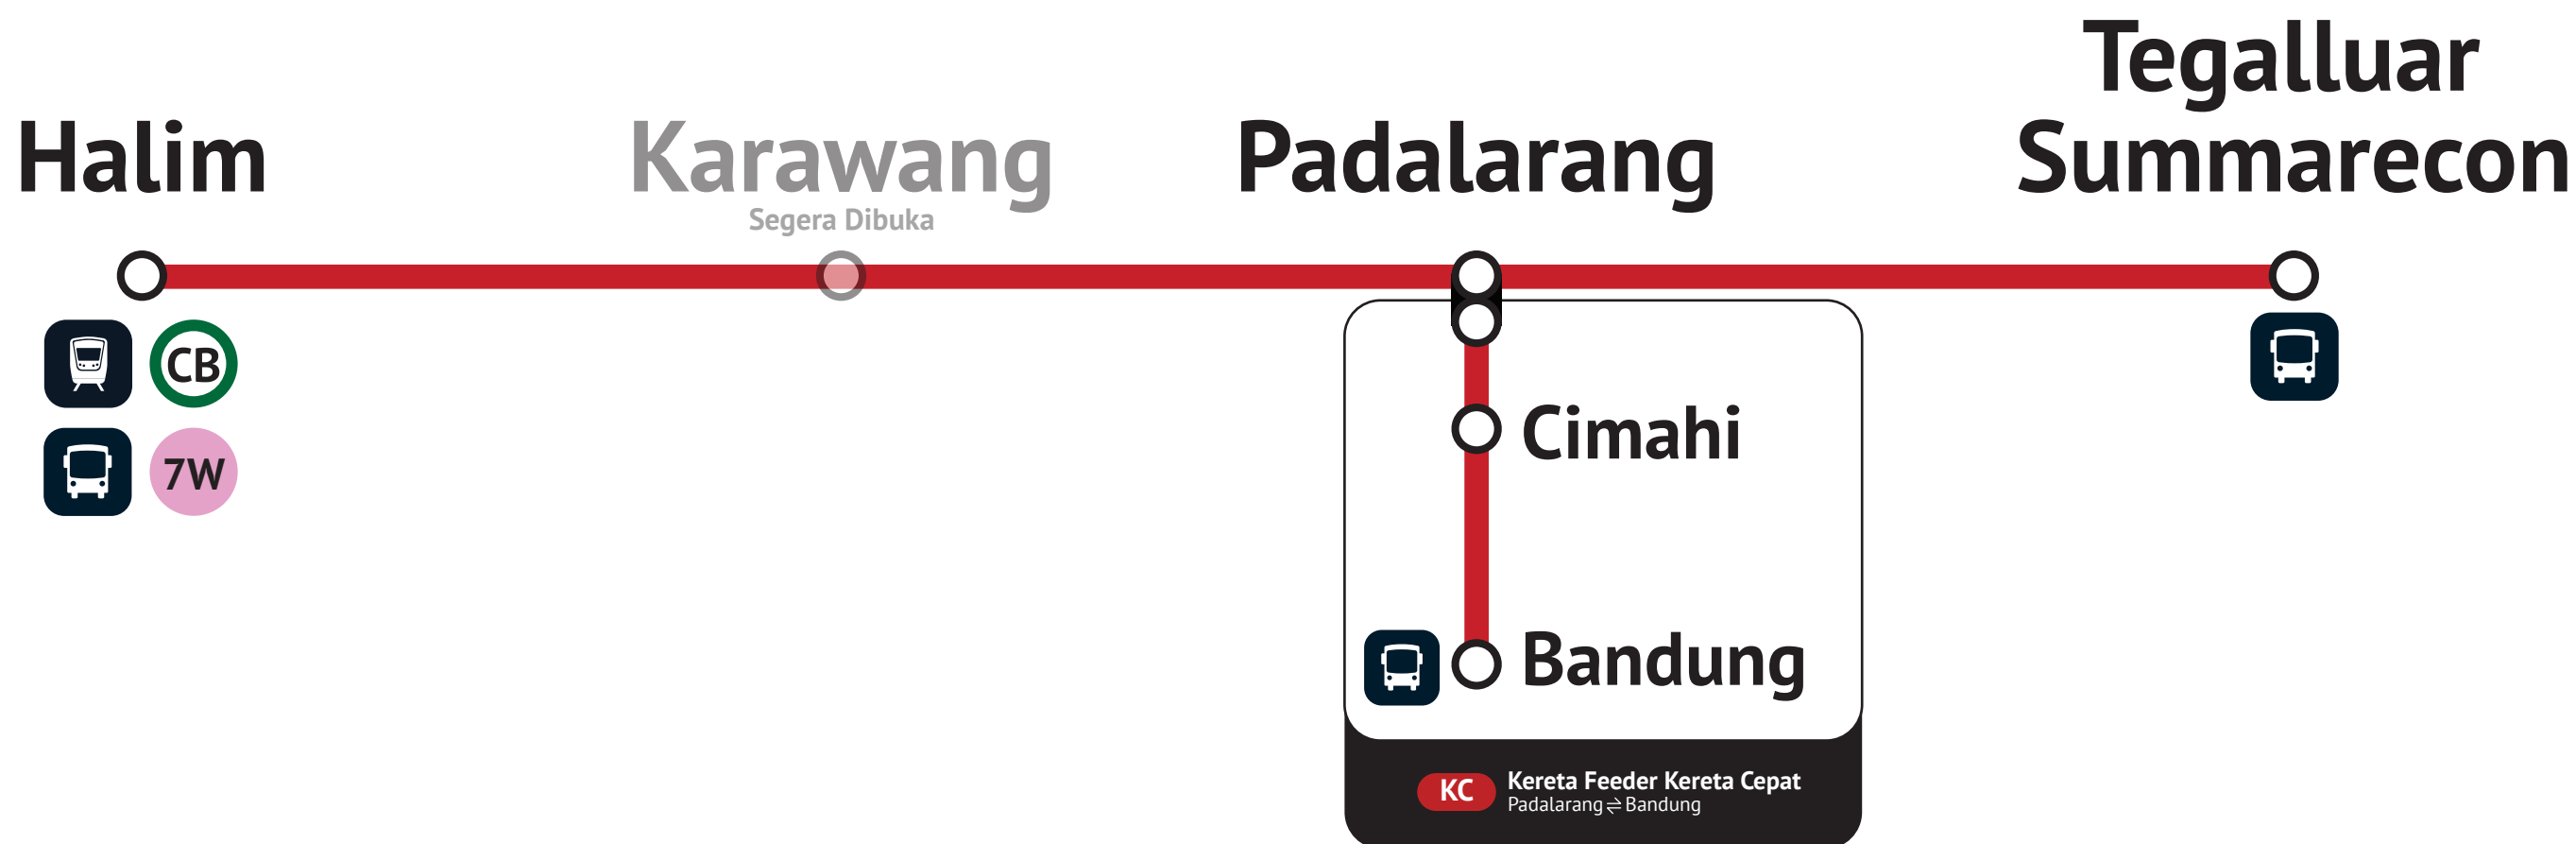 Halim
Karawang
Segera Dibuka
Padalarang
Tegalluar
Summarecon
CB
7W
Cimahi
Bandung
KC
Kereta Feeder Kereta Cepat
Padalarang⇌Bandung